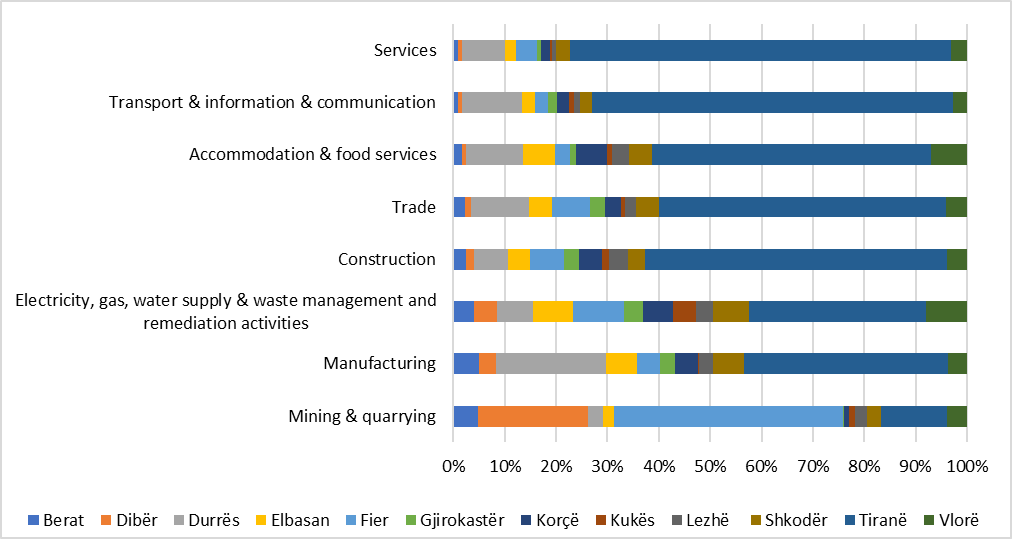 Services
Transport & information & communication
Accommodation & food services
Trade
Construction
Electricity, gas, water supply & waste management and
remediation activities
Manufacturing
Mining & quarrying
0% 10% 20% 30% 40% 50% 60% 70% 80% 90% 100%
Berat Dibër Durrës Elbasan Fier Gjirokastër Korçë Kukës Lezhë Shkodër Tiranë Vlorë